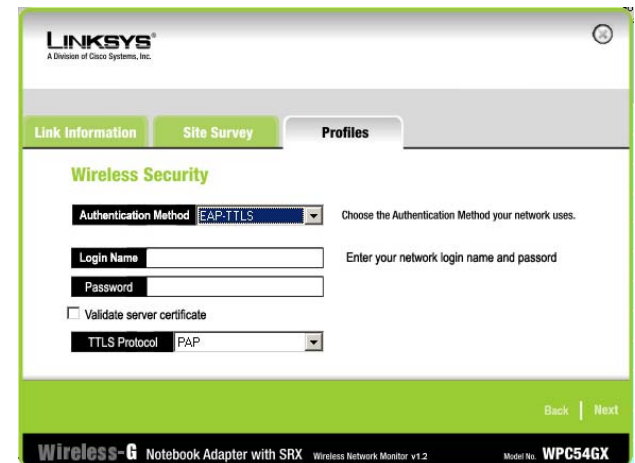 LINKSYS®
A Division of Cisco Systems, Inc.
Link Information Site Survey Profiles
Wireless Security
Authentication Method EAP-TTLS Choose the Authentication Method your network uses.
Login Name Enter your network login name and passord
Password
Validate server certificate
TTLS Protocol PAP
Back Next
Wireless-G Notebook Adapter with SRX Wireless Network Monitor v1.2 Model No. WPC54GX